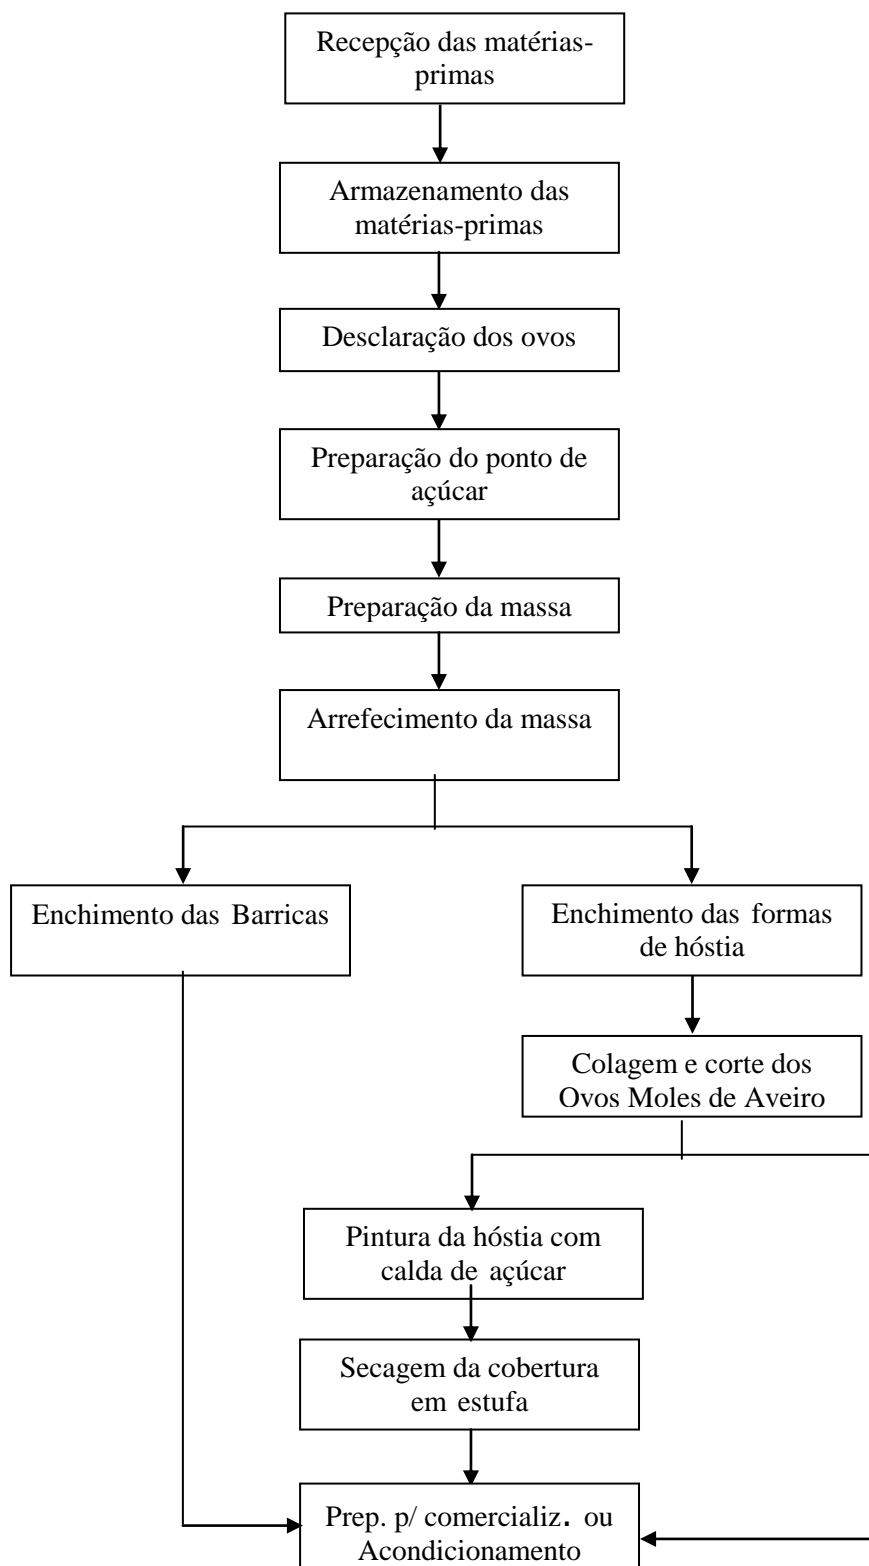 Recepção das matérias-
primas
Armazenamento das
matérias-primas
Desclaração dos ovos
Preparação do ponto de
açúcar
Preparação da massa
Arrefecimento da massa
Enchimento das Barricas
Enchimento das formas
de hóstia
Colagem e corte dos
Ovos Moles de Aveiro
Pintura da hóstia com
calda de açúcar
Secagem da cobertura
em estufa
Prep. p/ comercializ. ou
Acondicionamento